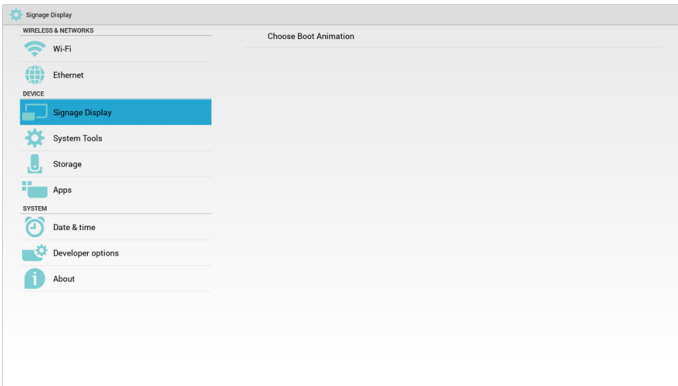 Signage Display
WIRELESS & NETWORKS
Wi-Fi
Ethernet
DEVICE
Signage Display
System Tools
Storage
Apps
SYSTEM
Date & time
Developer options
About
Choose Boot Animation